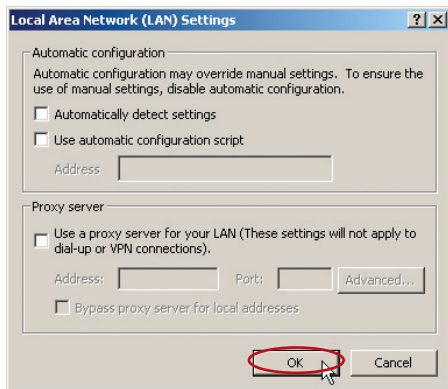 Local Area Network (LAN) Settings
Automatic configuration
Automatic configuration may override manual settings. To ensure the
use of manual settings, disable automatic configuration.
Automatically detect settings
Use automatic configuration script
Address
Proxy server
Use a proxy server for your LAN (These settings will not apply to
dial-up or VPN connections).
Address:
Port:
Advanced...
Bypass proxy server for local addresses
OK
Cancel